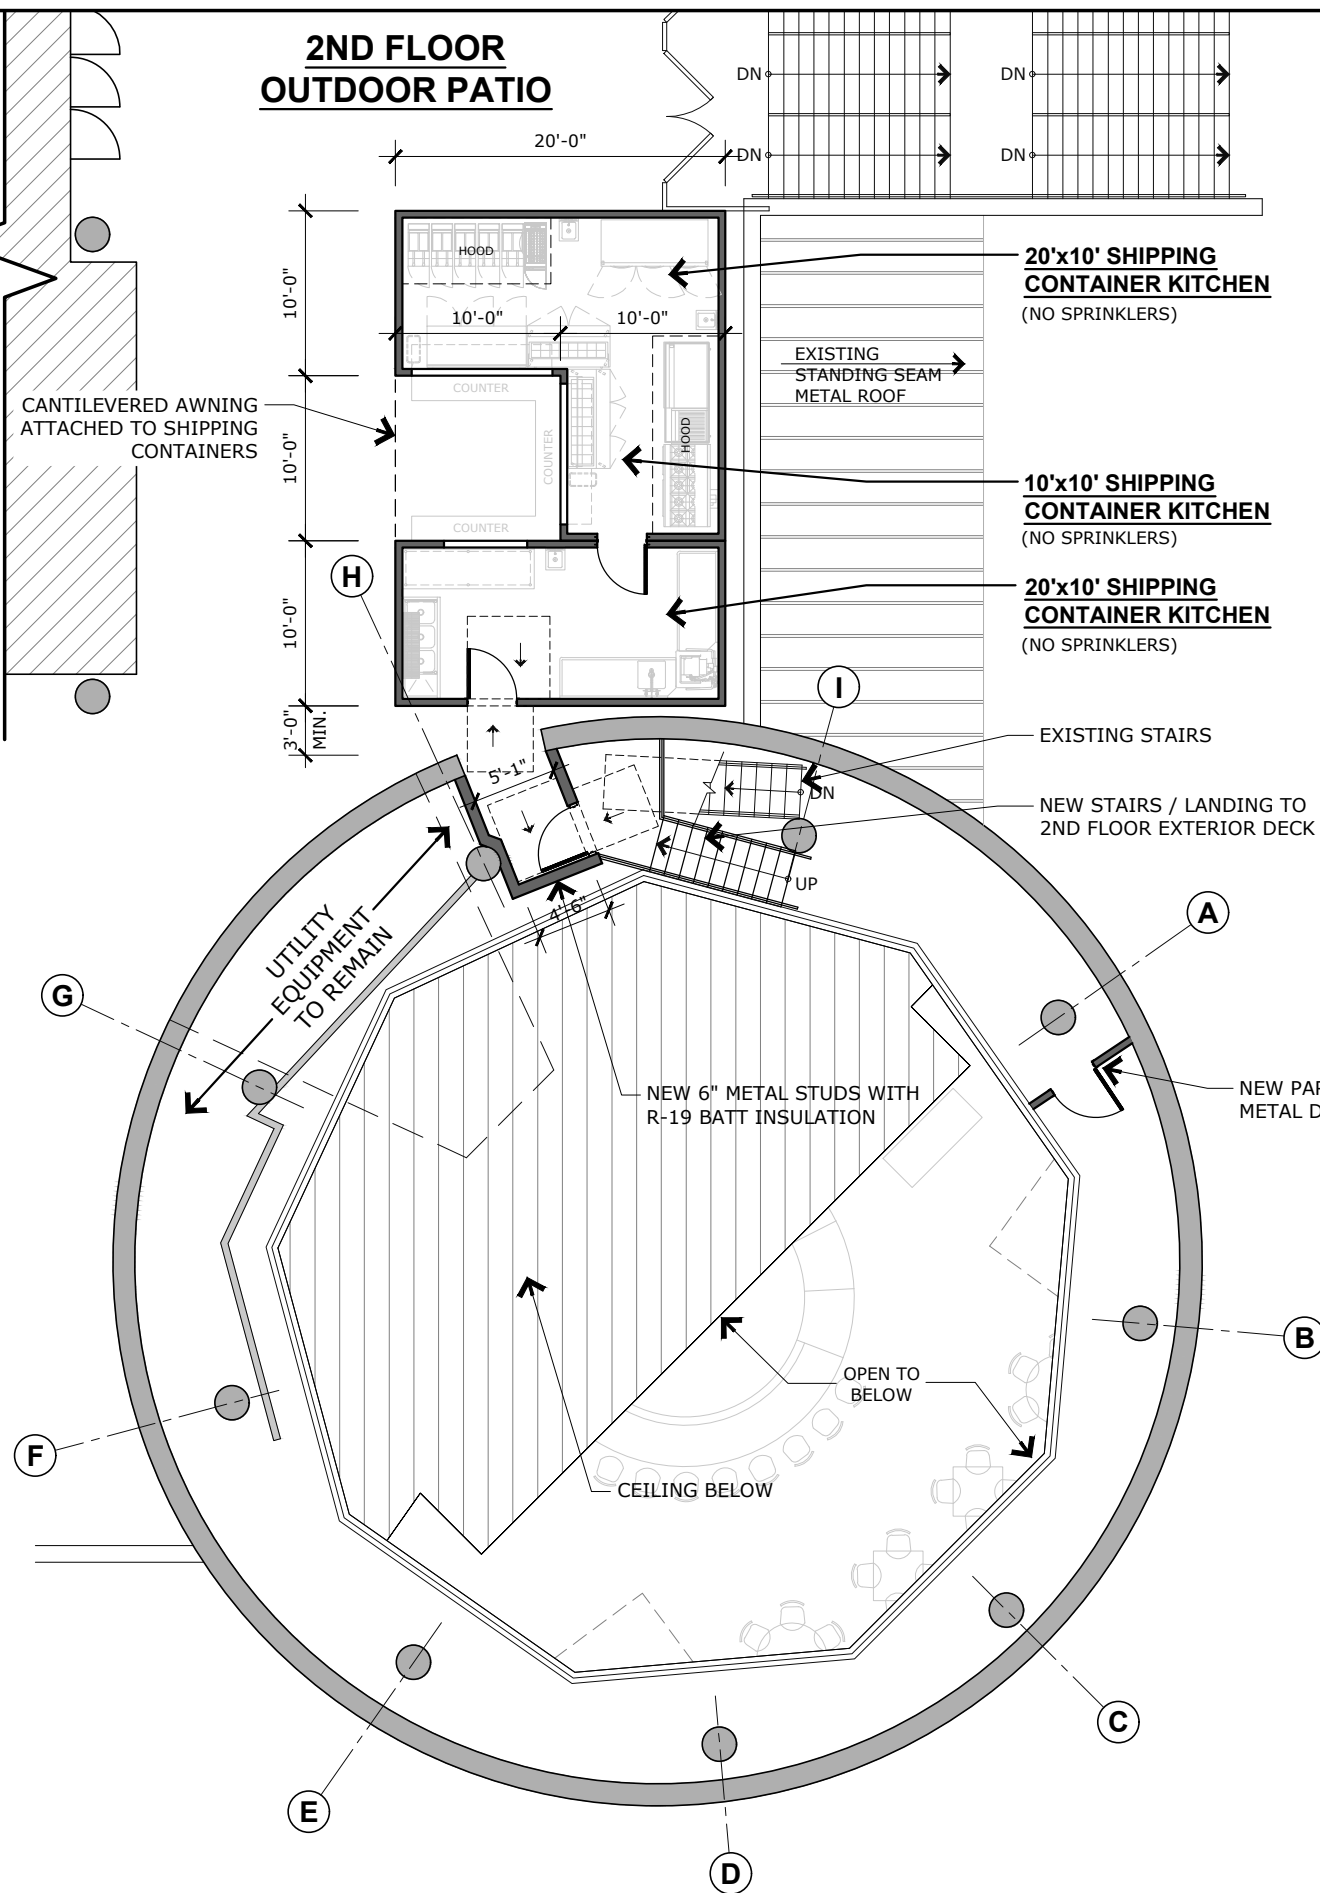 2ND FLOOR
OUTDOOR PATIO
DN
DN
DN
DN
20'-0"
HOOD
20'x10' SHIPPING
CONTAINER KITCHEN
(NO SPRINKLERS)
10'-0"
10'-0"
10'-0"
EXISTING
STANDING SEAM
METAL ROOF
COUNTER
CANTILEVERED AWNING
ATTACHED TO SHIPPING
CONTAINERS
COUNTER
HOOD
10'-0"
10'x10' SHIPPING
CONTAINER KITCHEN
(NO SPRINKLERS)
COUNTER
H
20'x10' SHIPPING
CONTAINER KITCHEN
(NO SPRINKLERS)
10'-0"
I
3'-0"
MIN.
EXISTING STAIRS
5'-1"
DN
NEW STAIRS / LANDING TO
2ND FLOOR EXTERIOR DECK
UP
4'-6"
A
UTILITY
EQUIPMENT
TO REMAIN
G
NEW 6" METAL STUDS WITH
R-19 BATT INSULATION
NEW PAR
METAL D
B
OPEN TO
BELOW
F
CEILING BELOW
C
E
D